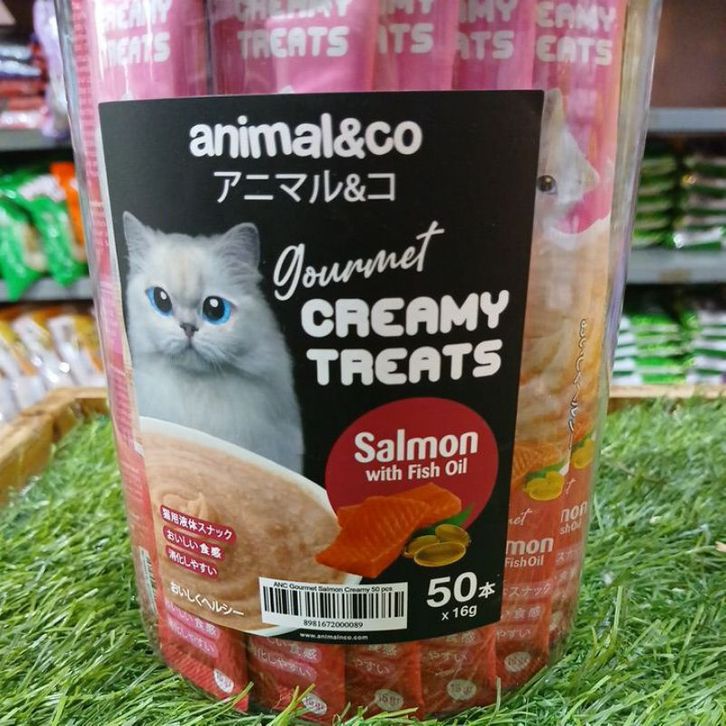 CREAMY
TREATS
animal&co
アニマル&コ
gourmet
CREAMY
TREATS
Salmon
with Fish Oil
猫用液体スナック
おいしい食感
消化しやすい
おいしくヘルシー
ANC Gourmet Salmon Creamy 50 pcs.
8981672000089
www.animalnco.com
50本
x 16g